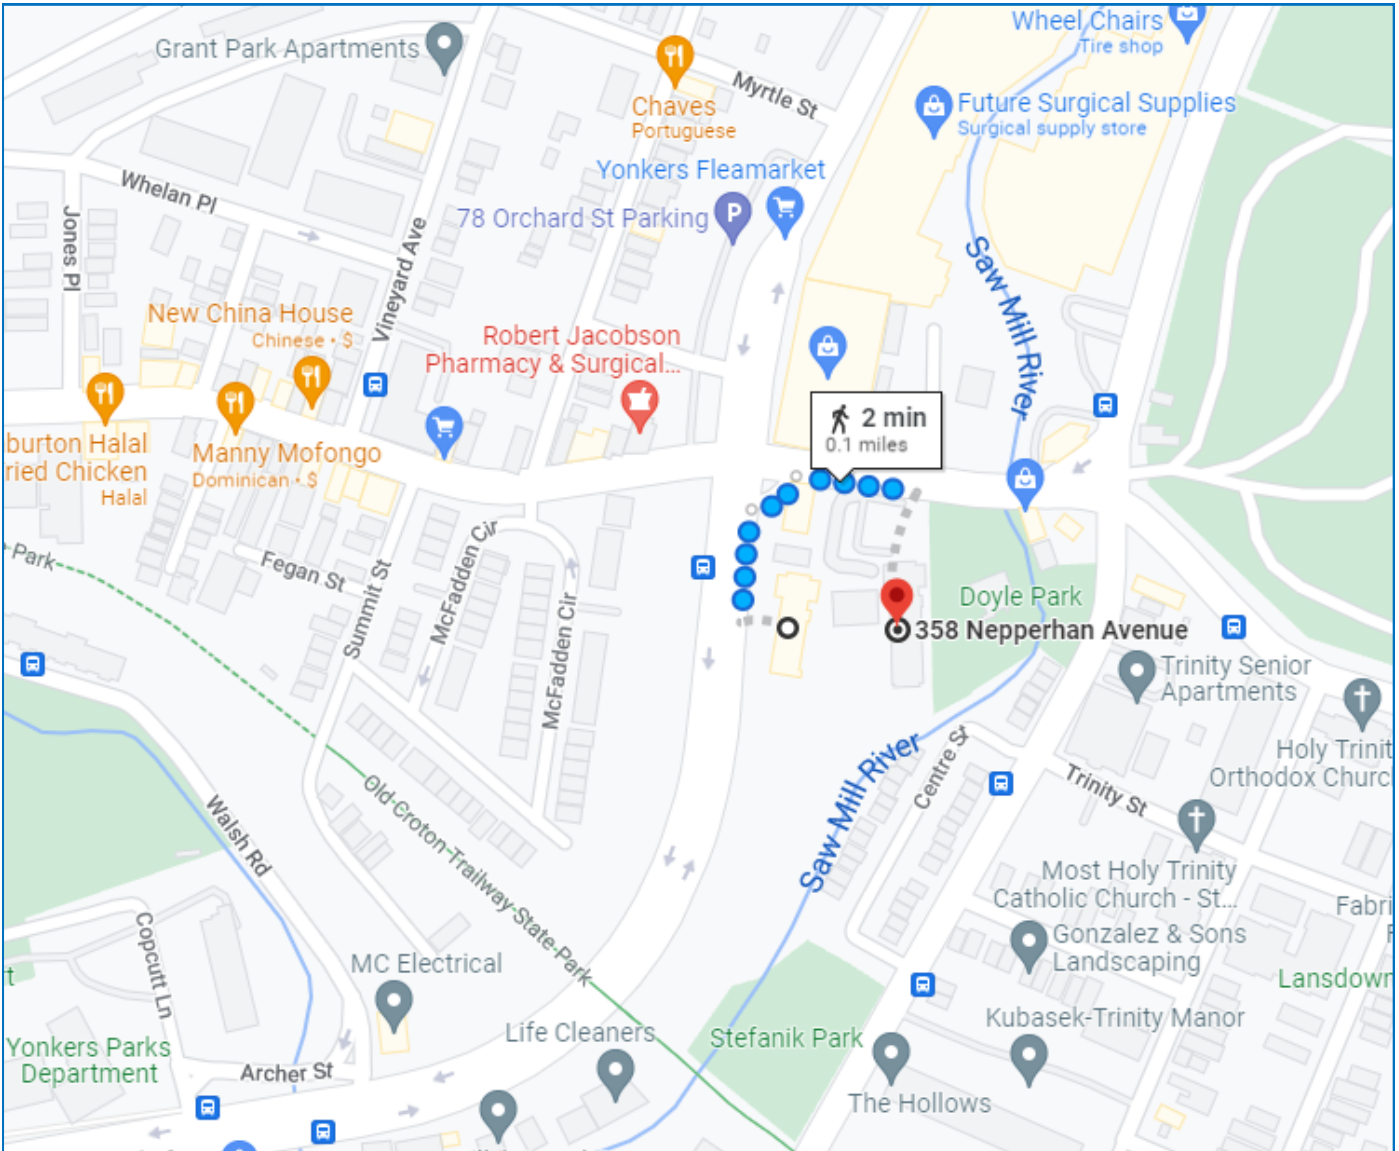 Wheel Chairs
Tire shop
Grant Park Apartments
Myrtle St
Chaves
Portuguese
Future Surgical Supplies
Surgical supply store
Yonkers Fleamarket
Whelan Pl
78 Orchard St Parking
P
Jones Pl
Vineyard Ave
Saw Mill River
New China House
Chinese • $
Robert Jacobson
Pharmacy & Surgical...
2 min
0.1 miles
burton Halal
ried Chicken
Halal
Manny Mofongo
Dominican • $
Park
Fegan St
Summit St
McFadden Cir
McFadden Cir
Doyle Park
358 Nepperhan Avenue
Trinity Senior
Apartments
Holy Trinit
Orthodox Churc
Centre St
Trinity St
Saw Mill River
Walsh Rd
Old Croton Trailway State Park
Most Holy Trinity
Catholic Church - St...
Fabri
Copcutt Ln
MC Electrical
Gonzalez & Sons
Landscaping
Lansdown
t
Yonkers Parks
Department
Archer St
Life Cleaners
Stefanik Park
Kubasek-Trinity Manor
The Hollows